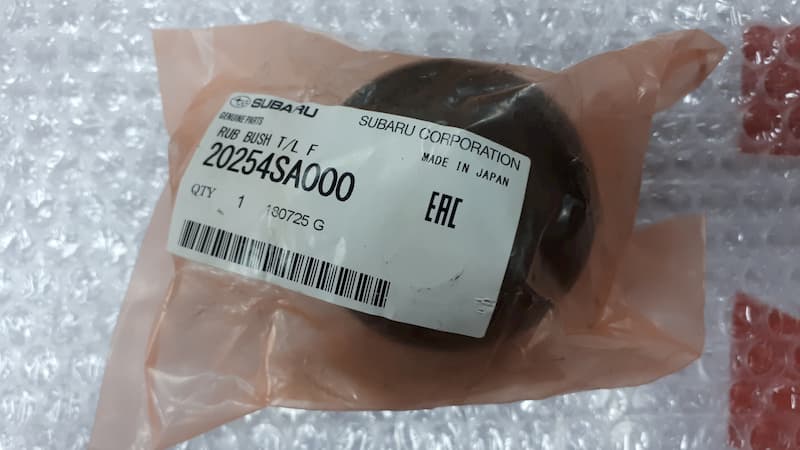 SUBARU
GENUINE PARTS
SUBARU CORPORATION
RUB BUSH T/L F
MADE IN JAPAN
20254SA000
EAC
QTY 1 180725 G